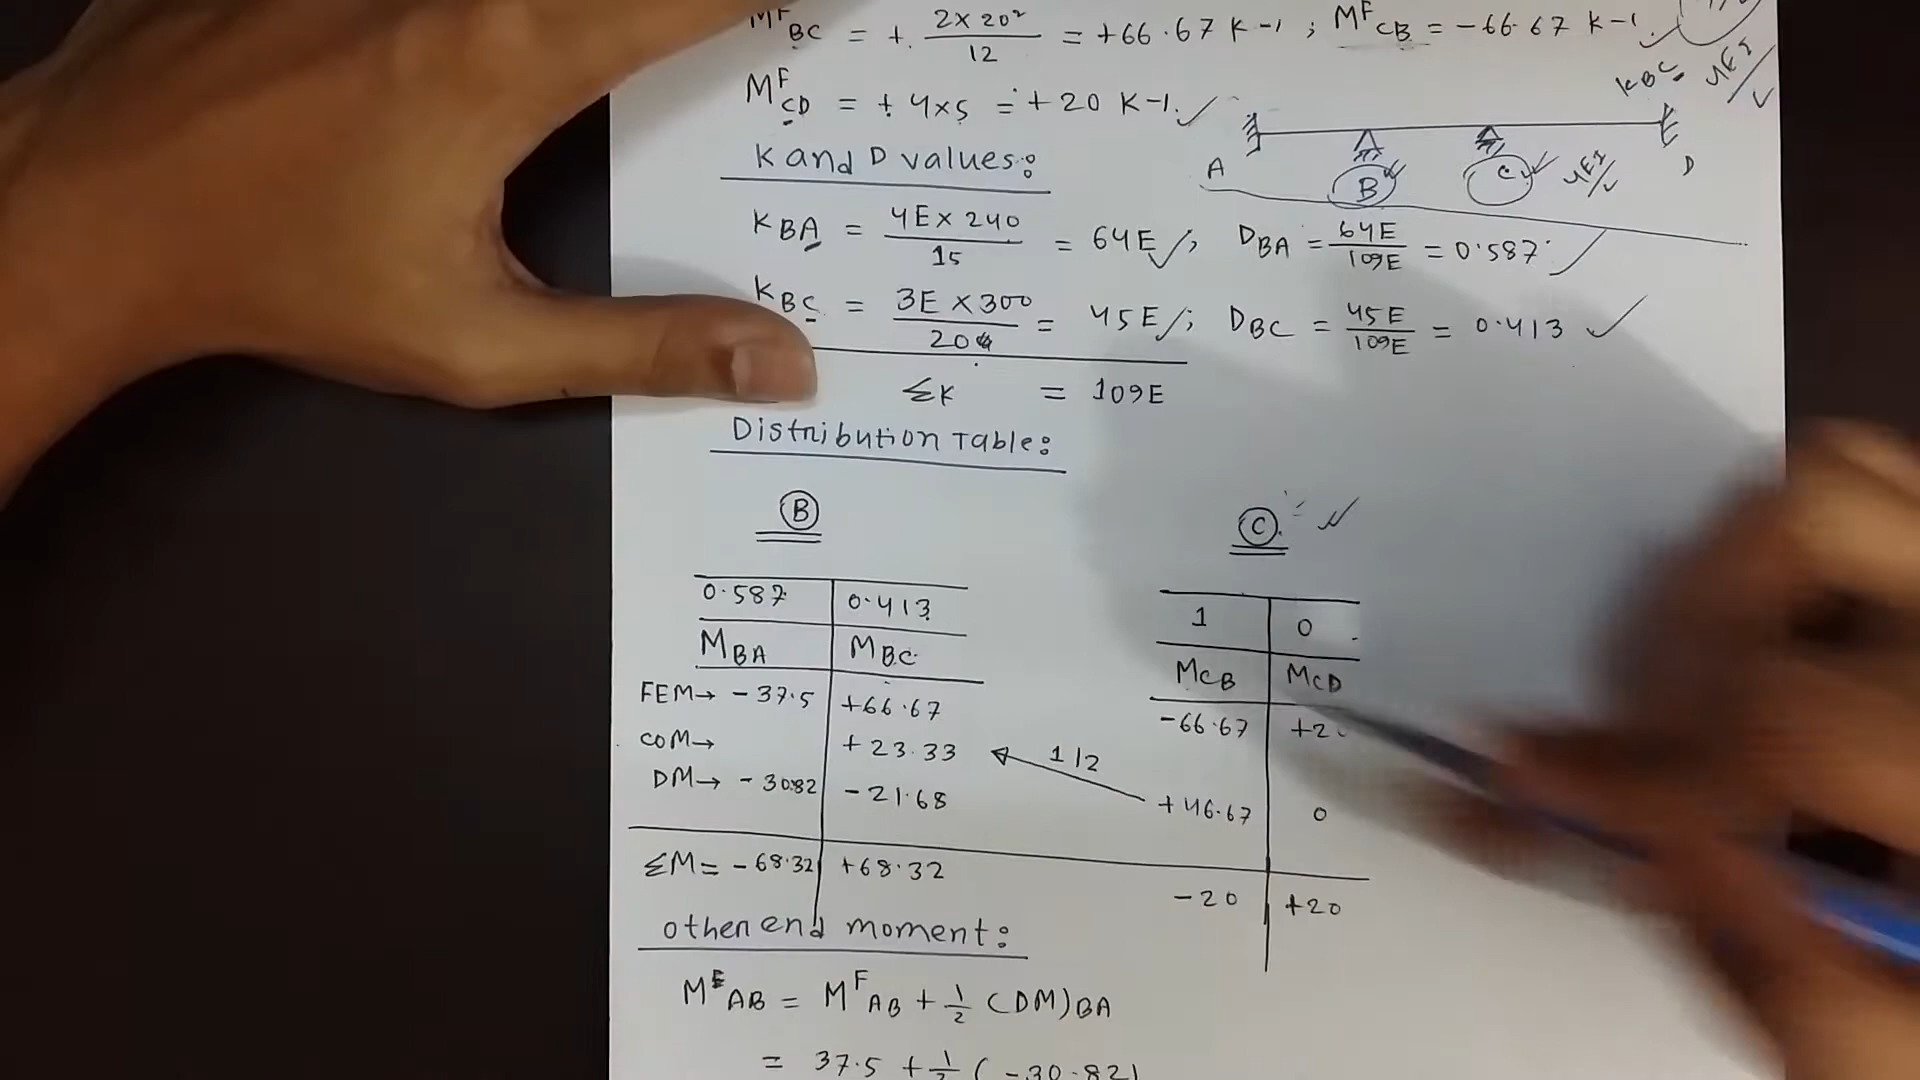 M^F_BC = + 2×20²/12 = +66.67 K-1 ; M^F_CB = -66.67 K-1
K_BC 4EI/
M^F_CD = + 4×5 = +20 K-1.
A B C D 4EI/
K and D values:
K_BA = 4E×240/15 = 64E ; D_BA = 64E/109E = 0.587
K_BC = 3E×300/20 = 45E ; D_BC = 45E/109E = 0.413
ΣK = 109E
Distribution Table:
B C
0.587 0.413 1 0
M_BA M_BC M_CB M_CD
FEM→ -37.5 +66.67 -66.67 +2
COM→ +23.33 1/2
DM→ -30.82 -21.68 +46.67 0
ΣM= -68.32 +68.32 -20 +20
other end moment:
M^F_AB = M^F_AB + 1/2 (DM)_BA
= 37.5 + 1/2 (-30.82)